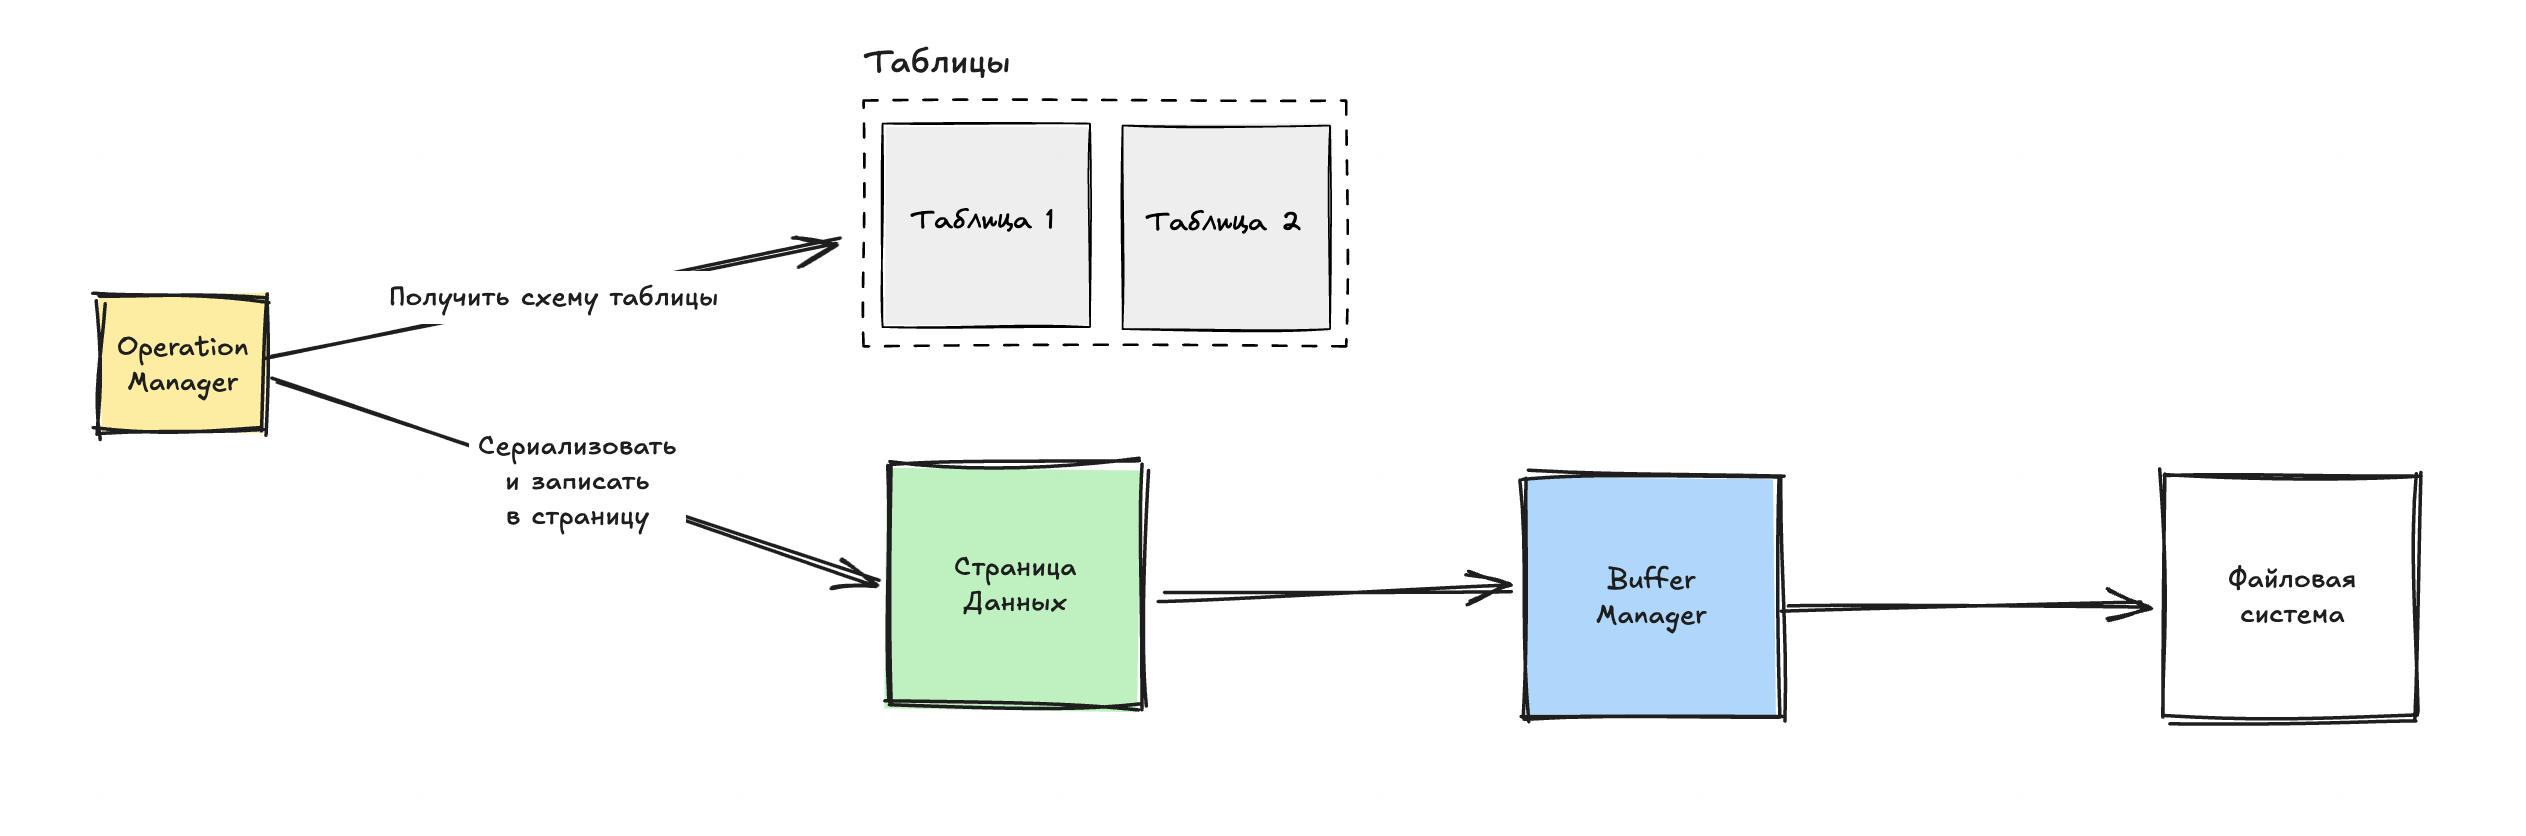 Таблицы
Таблица 1
Таблица 2
Получить схему таблицы
Operation
Manager
Сериализовать
и записать
в страницу
Страница
Данных
Buffer
Manager
Файловая
система